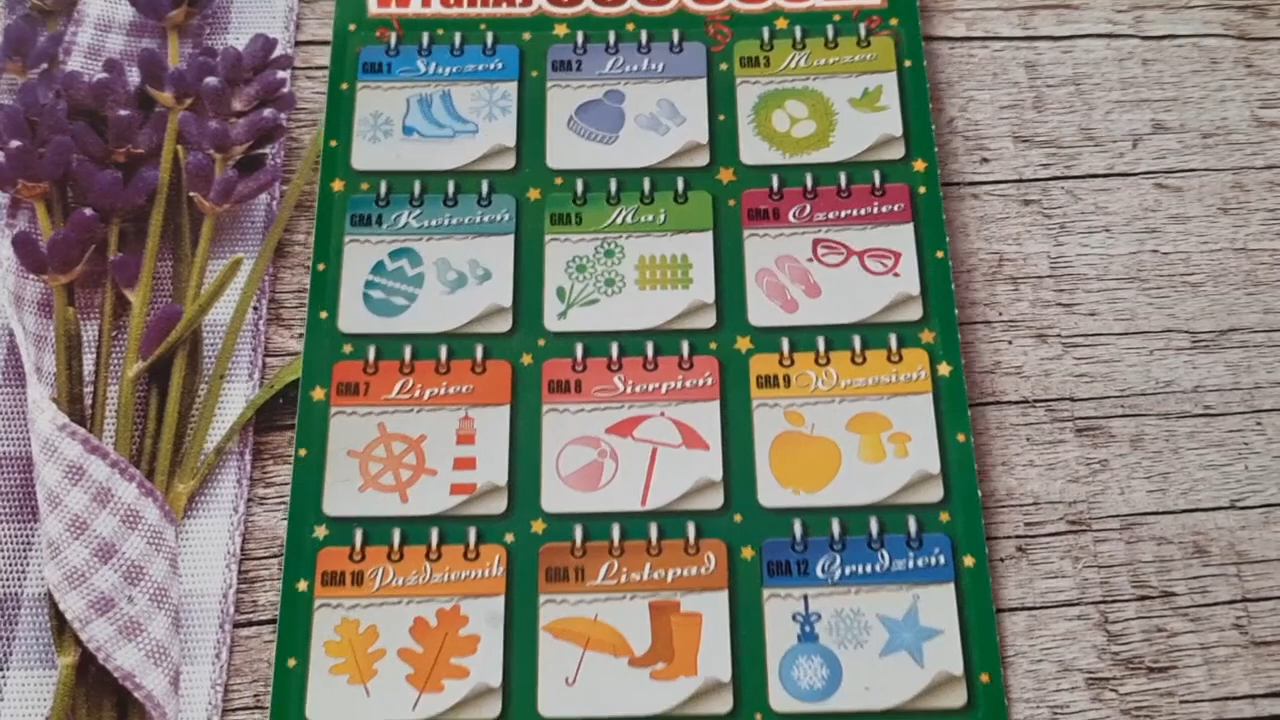 WYGRAJ
GRA 1 Styczeń
GRA 2 Luty
GRA 3 Marzec
GRA 4 Kwiecień
GRA 5 Maj
GRA 6 Czerwiec
GRA 7 Lipiec
GRA 8 Sierpień
GRA 9 Wrzesień
GRA 10 Październik
GRA 11 Listopad
GRA 12 Grudzień